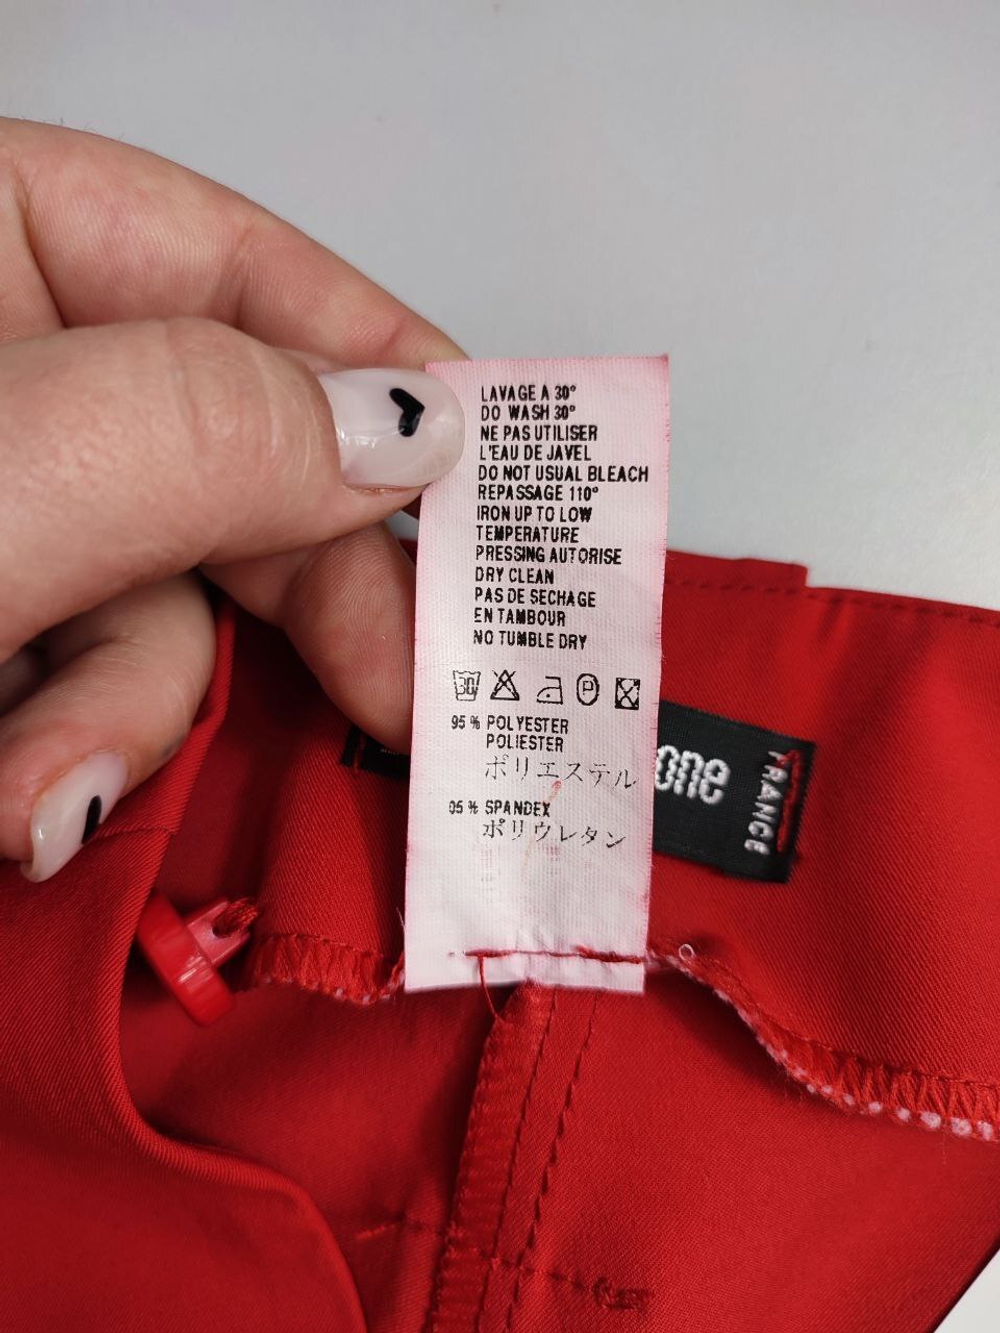 LAVAGE A 30°
DO WASH 30°
NE PAS UTILISER
L'EAU DE JAVEL
DO NOT USUAL BLEACH
REPASSAGE 110°
IRON UP TO LOW
TEMPERATURE
PRESSING AUTORISE
DRY CLEAN
PAS DE SECHAGE
EN TAMBOUR
NO TUMBLE DRY
30 P
95 % POLYESTER
POLIESTER
ポリエステル
05 % SPANDEX
ポリウレタン
one
FRANCE